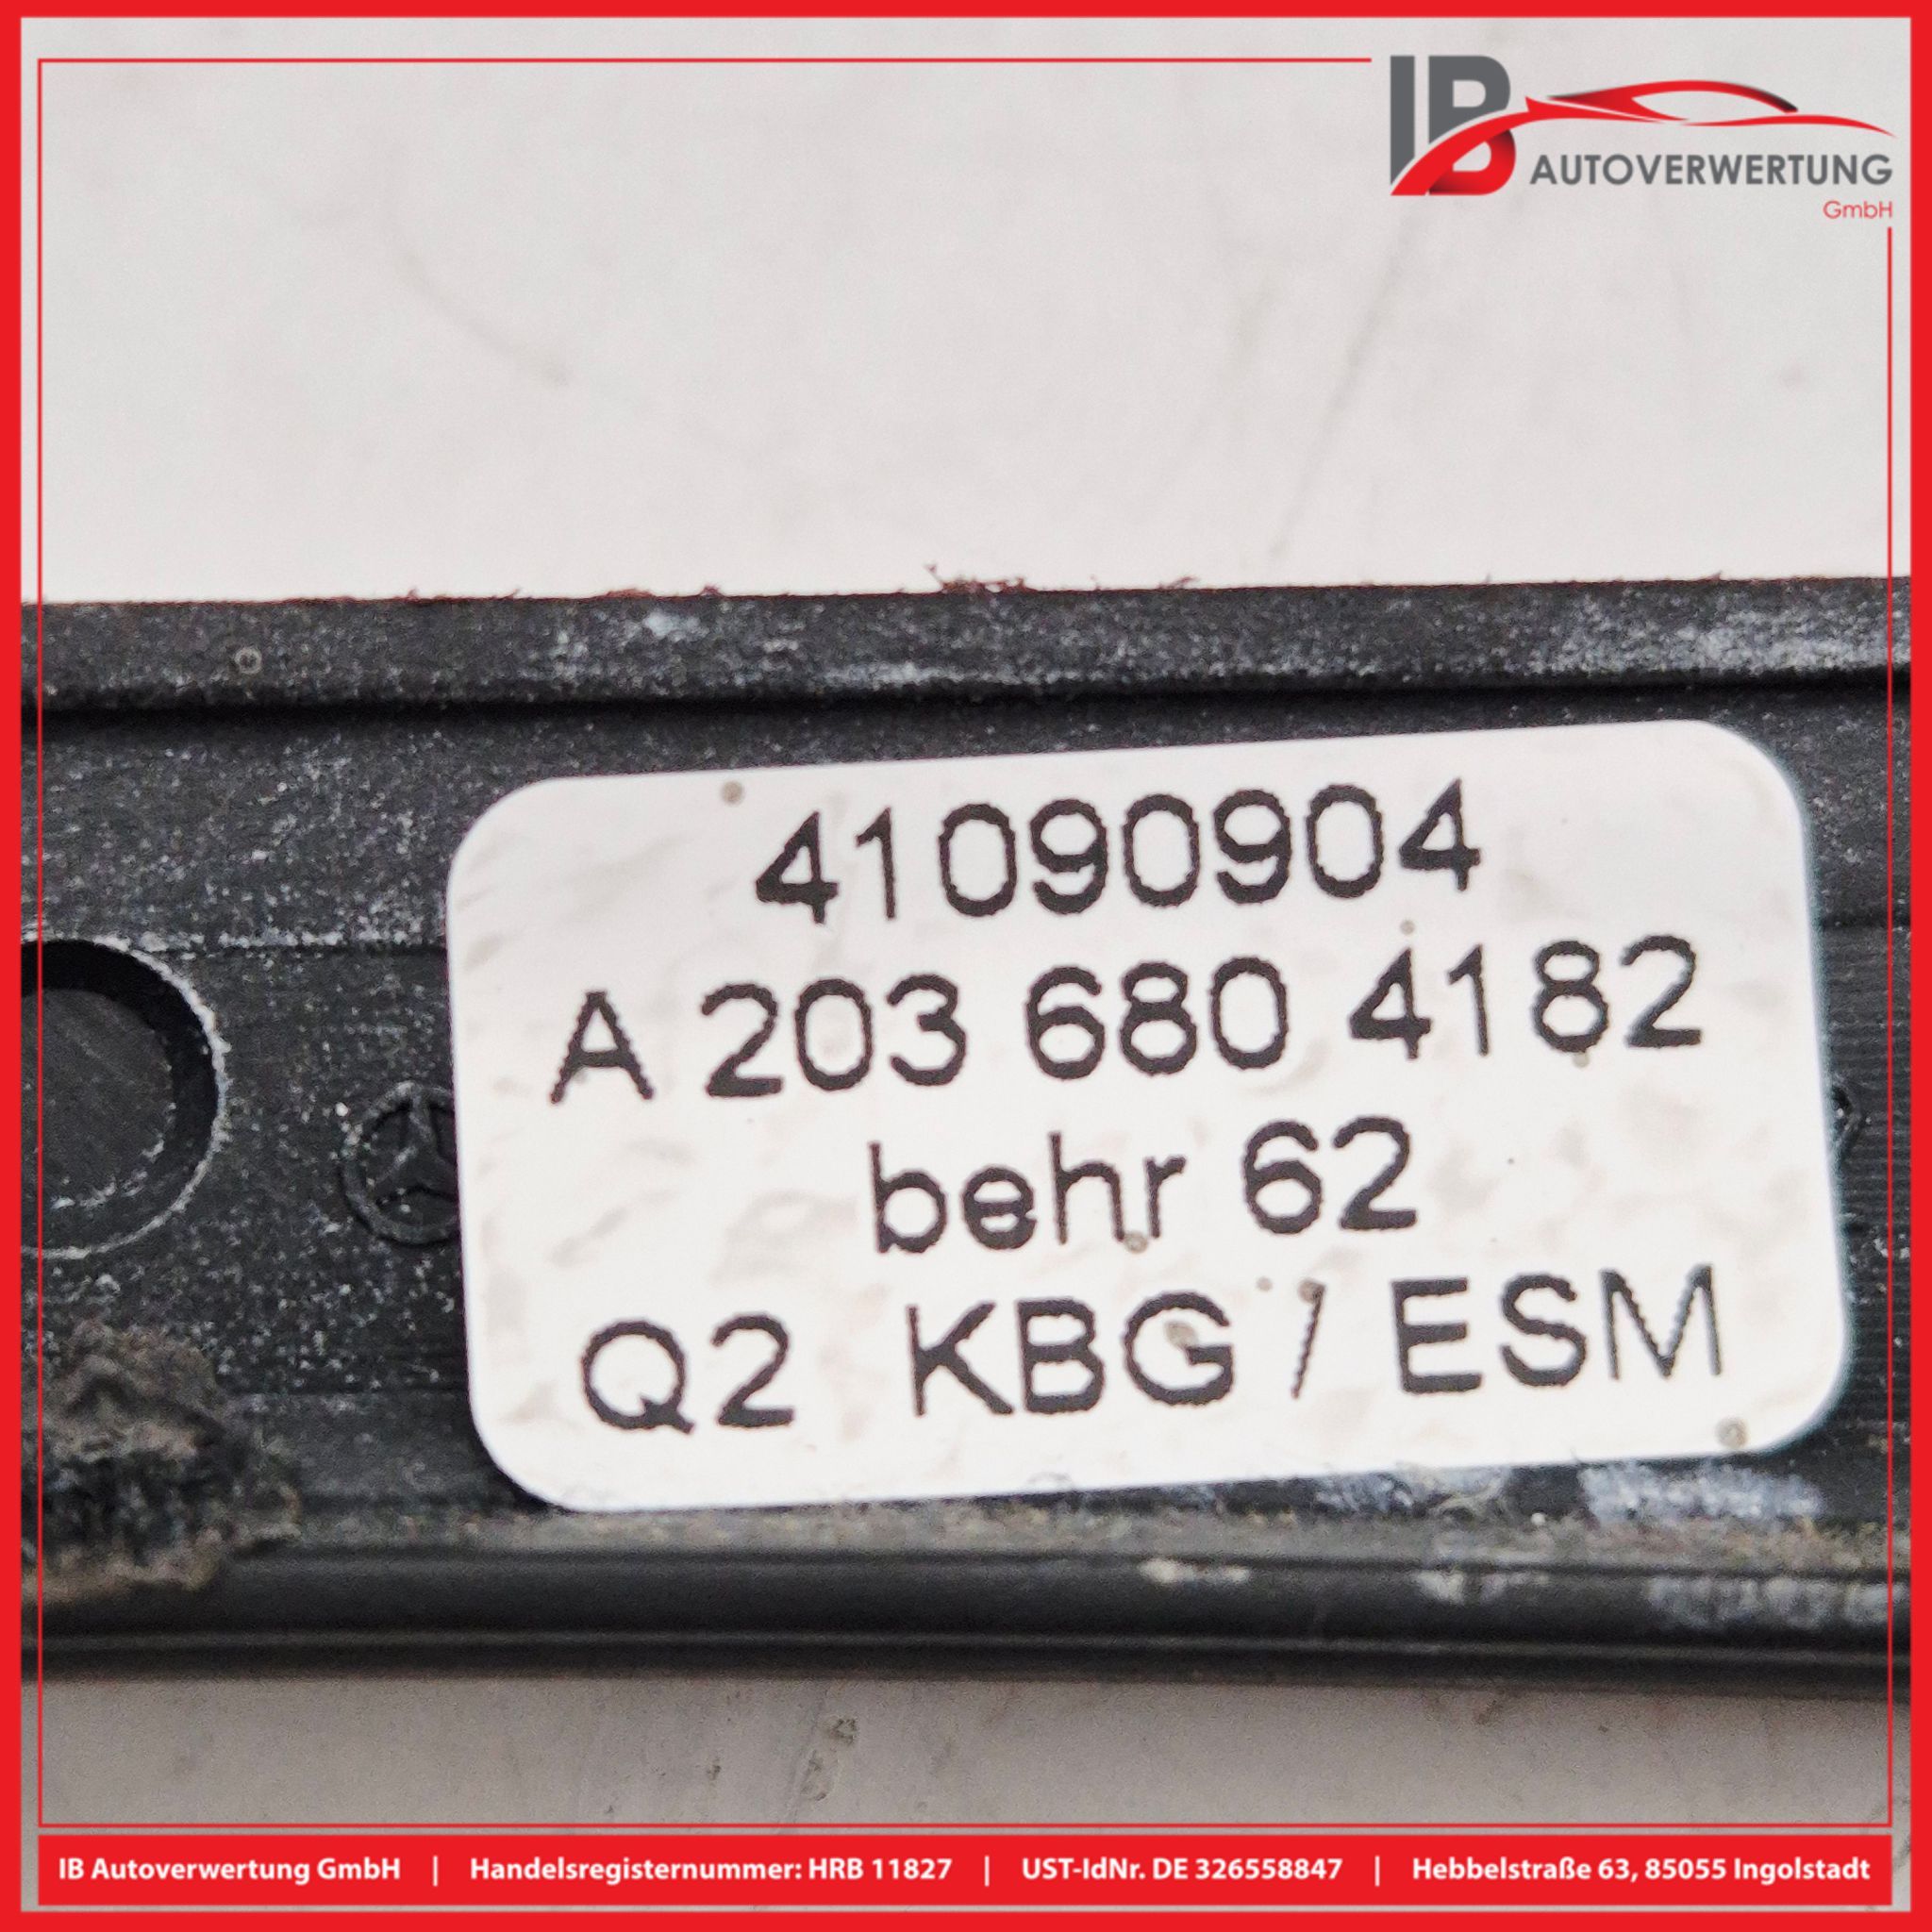 IB
AUTOVERWERTUNG
GmbH
41090904
A 203 680 4182
behr 62
Q2 KBG / ESM
IB Autoverwertung GmbH | Handelsregisternummer: HRB 11827 | UST-IdNr. DE 326558847 | Hebbelstraße 63, 85055 Ingolstadt